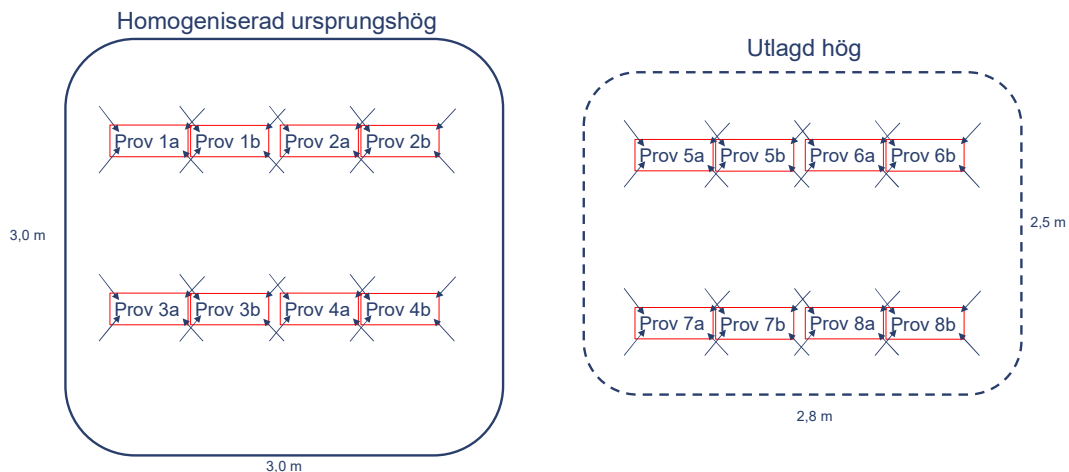 Homogeniserad ursprungshög
Prov 1a Prov 1b Prov 2a Prov 2b
3,0 m
Prov 3a Prov 3b Prov 4a Prov 4b
3,0 m
Utlagd hög
Prov 5a Prov 5b Prov 6a Prov 6b
2,5 m
Prov 7a Prov 7b Prov 8a Prov 8b
2,8 m